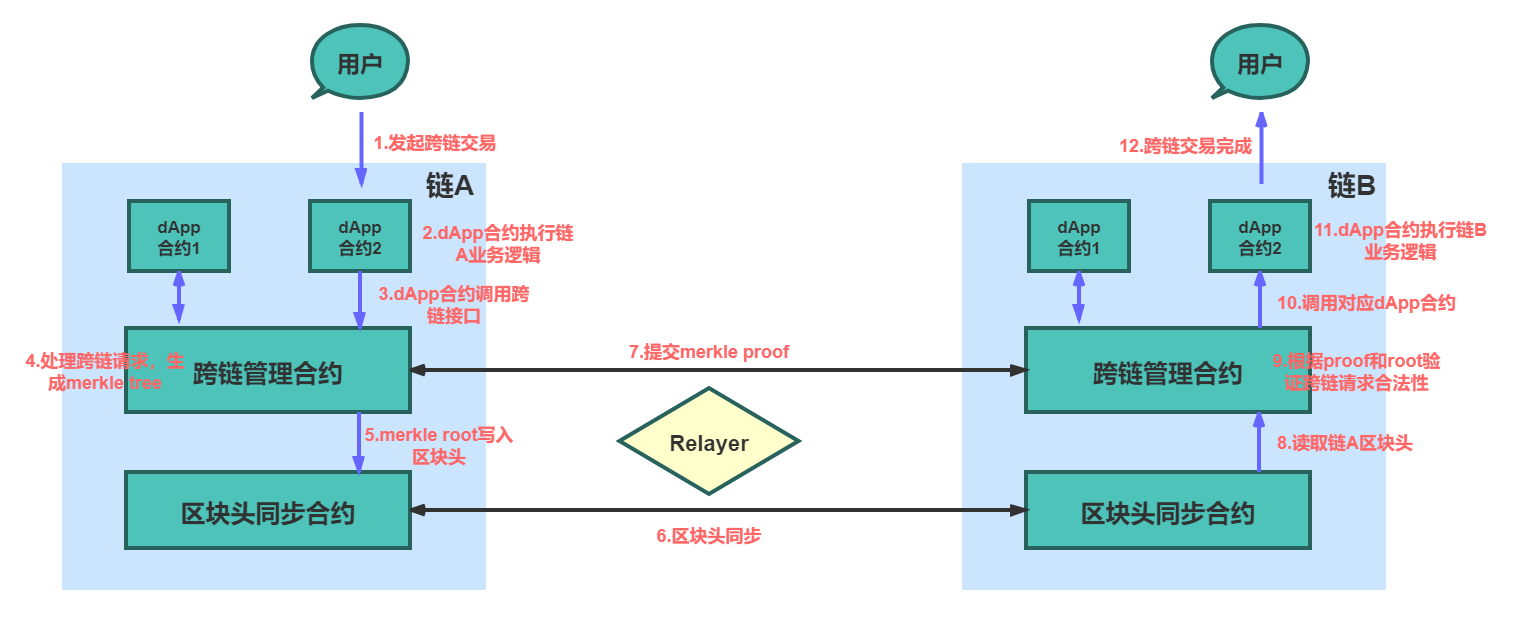 用户
用户
1.发起跨链交易
12.跨链交易完成
链A
链B
dApp
合约1
dApp
合约2
2.dApp合约执行链
A业务逻辑
dApp
合约1
dApp
合约2
11.dApp合约执行链B
业务逻辑
3.dApp合约调用跨
链接口
10.调用对应dApp合约
4.处理跨链请求，生
成merkle tree
跨链管理合约
7.提交merkle proof
跨链管理合约
9.根据proof和root验
证跨链请求合法性
5.merkle root写入
区块头
Relayer
8.读取链A区块头
区块头同步合约
6.区块头同步
区块头同步合约